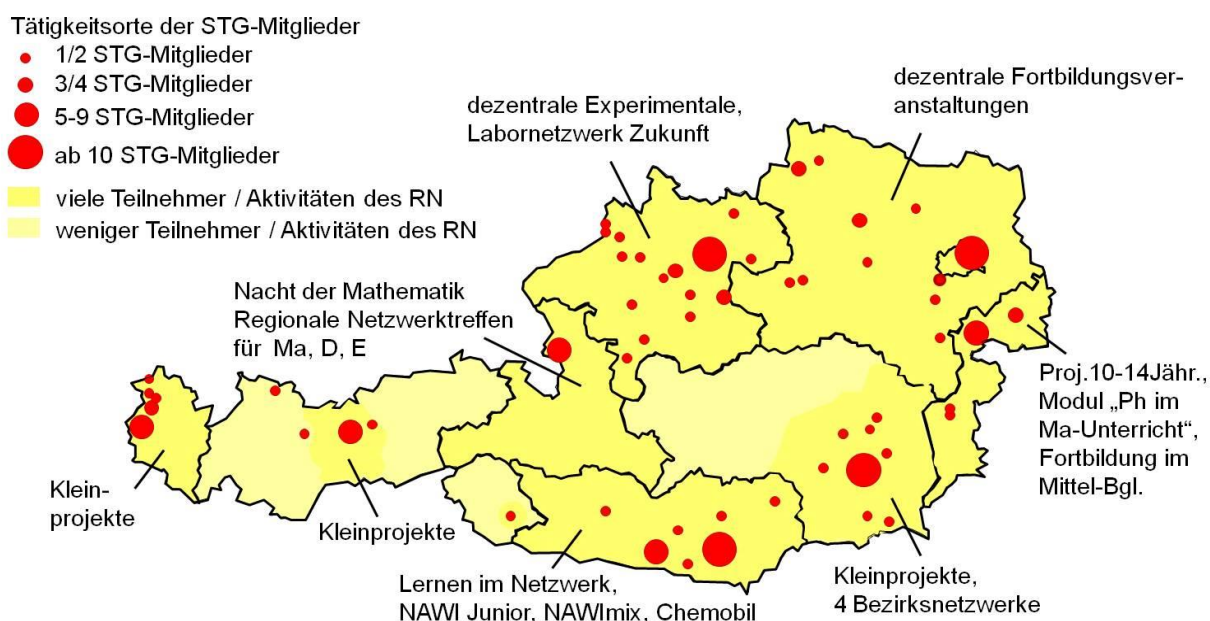 Tätigkeitsorte der STG-Mitglieder
1/2 STG-Mitglieder
3/4 STG-Mitglieder
5-9 STG-Mitglieder
ab 10 STG-Mitglieder
viele Teilnehmer / Aktivitäten des RN
weniger Teilnehmer / Aktivitäten des RN
dezentrale Experimentale,
Labornetzwerk Zukunft
dezentrale Fortbildungsver-
anstaltungen
Nacht der Mathematik
Regionale Netzwerktreffen
für Ma, D, E
Proj.10-14Jähr.,
Modul „Ph im
Ma-Unterricht“,
Fortbildung im
Mittel-Bgl.
Klein-
projekte
Kleinprojekte
Lernen im Netzwerk,
NAWI Junior, NAWImix, Chemobil
Kleinprojekte,
4 Bezirksnetzwerke